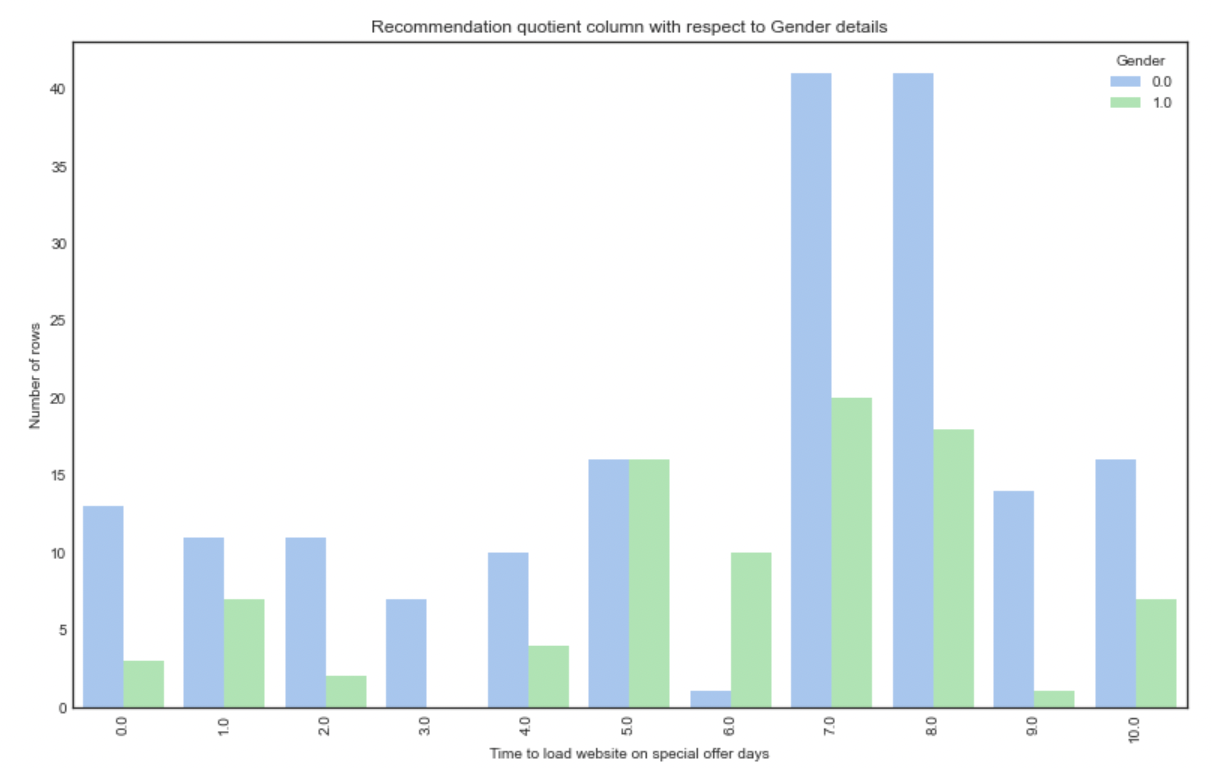 Recommendation quotient column with respect to Gender details
Gender
0.0
1.0
40
35
30
25
20
15
10
5
0
Number of rows
0.0 1.0 2.0 3.0 4.0 5.0 6.0 7.0 8.0 9.0 10.0
Time to load website on special offer days